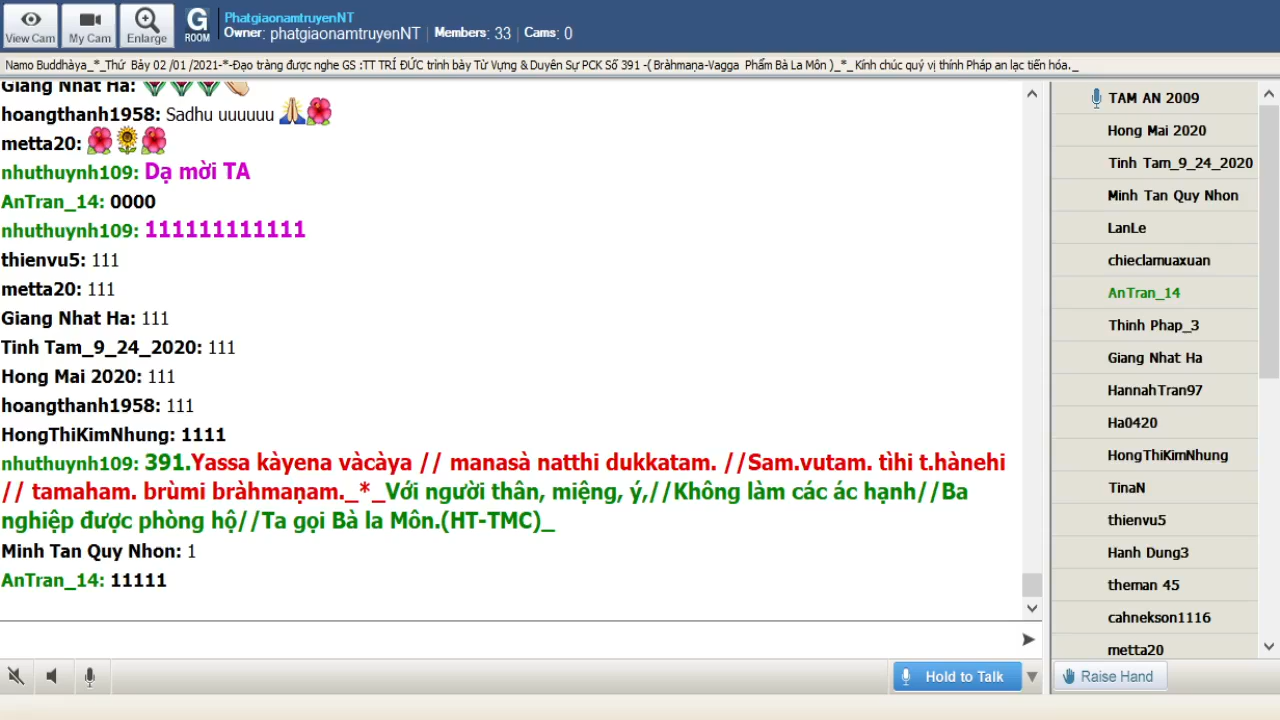 View Cam
My Cam
Enlarge
G
ROOM
PhatgiaonamtruyenNT
Owner: phatgiaonamtruyenNT | Members: 33 | Cams: 0
Namo Buddhàya_*_Thứ Bảy 02 /01 /2021-*-Đạo tràng được nghe GS :TT TRÍ ĐỨC trình bày Từ Vựng & Duyên Sự PCK Số 391 -( Bràhmaṇa-Vagga Phẩm Bà La Môn )_*_ Kính chúc quý vị thính Pháp an lạc tiến hóa._
Giang Nhat Ha:
hoangthanh1958: Sadhu uuuuuu
metta20:
nhuthuynh109: Dạ mời TA
AnTran_14: 0000
nhuthuynh109: 111111111111
thienvu5: 111
metta20: 111
Giang Nhat Ha: 111
Tinh Tam_9_24_2020: 111
Hong Mai 2020: 111
hoangthanh1958: 111
HongThiKimNhung: 1111
nhuthuynh109: 391.Yassa kàyena vàcàya // manasà natthi dukkatam. //Sam.vutam. tìhi t.hànehi
// tamaham. brùmi bràhmaṇam._*_Với người thân, miệng, ý,//Không làm các ác hạnh//Ba
nghiệp được phòng hộ//Ta gọi Bà la Môn.(HT-TMC)_
Minh Tan Quy Nhon: 1
AnTran_14: 11111
Hold to Talk
TAM AN 2009
Hong Mai 2020
Tinh Tam_9_24_2020
Minh Tan Quy Nhon
LanLe
chieclamuaxuan
AnTran_14
Thinh Phap_3
Giang Nhat Ha
HannahTran97
Ha0420
HongThiKimNhung
TinaN
thienvu5
Hanh Dung3
theman 45
cahnekson1116
metta20
Raise Hand